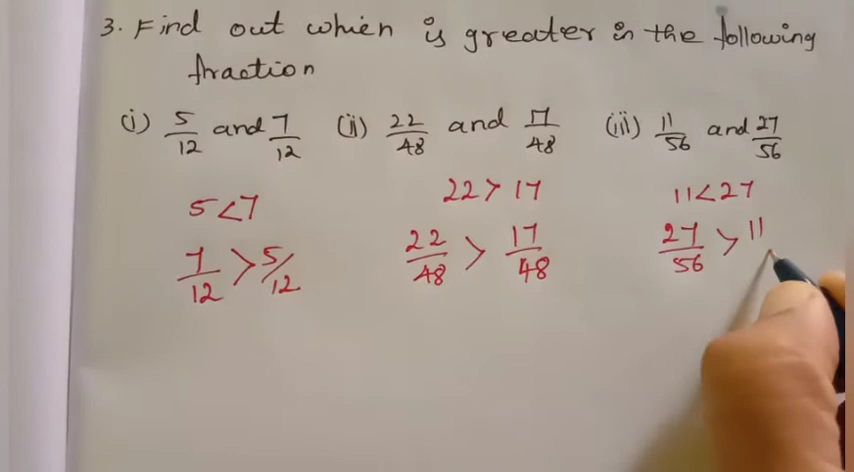 3. Find out which is greater in the following
fraction
(i) 5/12 and 7/12 (ii) 22/48 and 17/48 (iii) 11/56 and 27/56
5<7 22>17 11<27
7/12 > 5/12 22/48 > 17/48 27/56 > 11